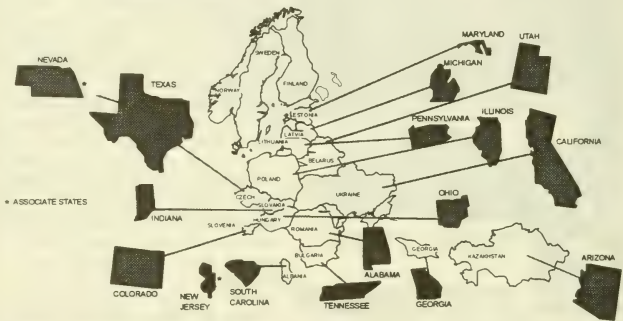 MARYLAND
UTAH
MICHIGAN
NEVADA
*
TEXAS
SWEDEN
FINLAND
NORWAY
ESTONIA
LATVIA
LITHUANIA
PENNSYLVANIA
ILLINOIS
CALIFORNIA
BELARUS
POLAND
UKRAINE
OHIO
* ASSOCIATE STATES
CZECH
SLOVAKIA
INDIANA
HUNGARY
SLOVENIA
ROMANIA
GEORGIA
KAZAKHSTAN
ARIZONA
BULGARIA
ALBANIA
ALABAMA
COLORADO
NEW
JERSEY
*
SOUTH
CAROLINA
TENNESSEE
GEORGIA